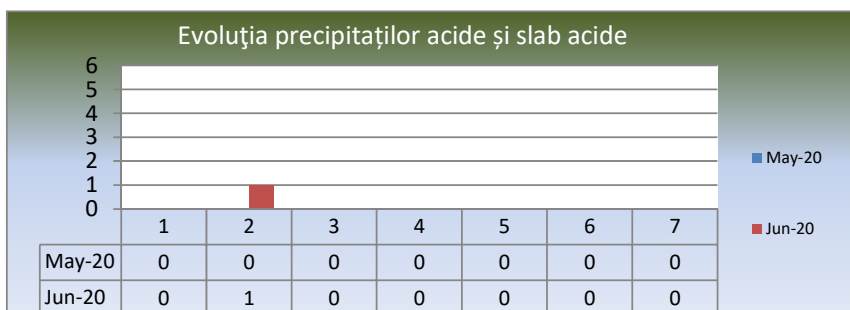 Evoluţia precipitaților acide și slab acide
6
5
4
3
2
1
0
1 2 3 4 5 6 7
May-20 0 0 0 0 0 0 0
Jun-20 0 1 0 0 0 0 0
May-20
Jun-20